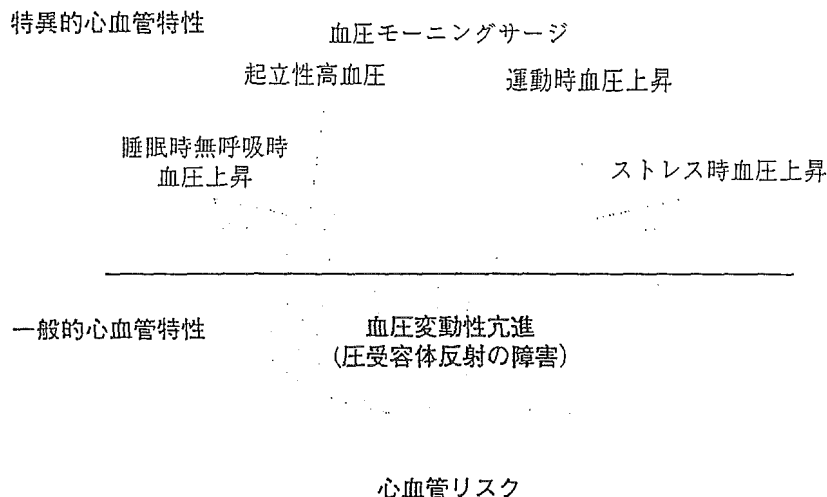 特異的心血管特性
血圧モーニングサージ
起立性高血圧
運動時血圧上昇
睡眠時無呼吸時
血圧上昇
ストレス時血圧上昇
一般的心血管特性
血圧変動性亢進
(圧受容体反射の障害)
心血管リスク